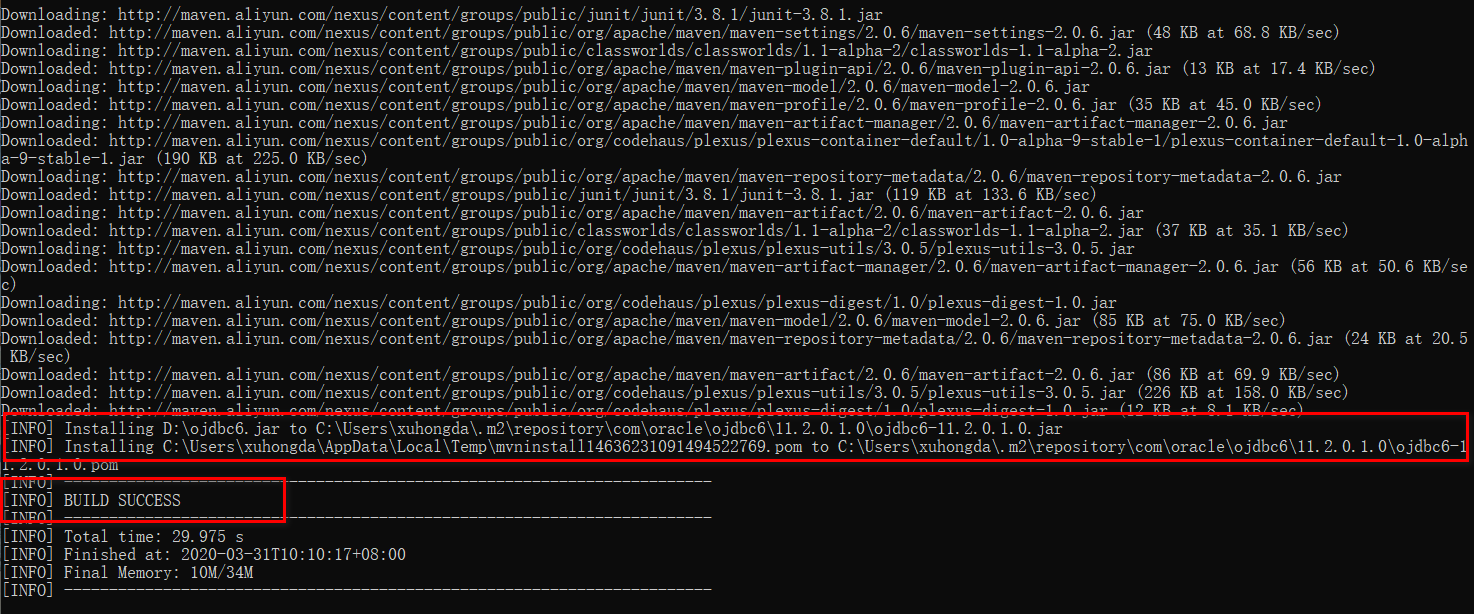 Downloading: http://maven.aliyun.com/nexus/content/groups/public/junit/junit/3.8.1/junit-3.8.1.jar
Downloaded: http://maven.aliyun.com/nexus/content/groups/public/org/apache/maven/maven-settings/2.0.6/maven-settings-2.0.6.jar (48 KB at 68.8 KB/sec)
Downloading: http://maven.aliyun.com/nexus/content/groups/public/classworlds/classworlds/1.1-alpha-2/classworlds-1.1-alpha-2.jar
Downloaded: http://maven.aliyun.com/nexus/content/groups/public/org/apache/maven/maven-plugin-api/2.0.6/maven-plugin-api-2.0.6.jar (13 KB at 17.4 KB/sec)
Downloading: http://maven.aliyun.com/nexus/content/groups/public/org/apache/maven/maven-model/2.0.6/maven-model-2.0.6.jar
Downloaded: http://maven.aliyun.com/nexus/content/groups/public/org/apache/maven/maven-profile/2.0.6/maven-profile-2.0.6.jar (35 KB at 45.0 KB/sec)
Downloading: http://maven.aliyun.com/nexus/content/groups/public/org/apache/maven/maven-artifact-manager/2.0.6/maven-artifact-manager-2.0.6.jar
Downloaded: http://maven.aliyun.com/nexus/content/groups/public/org/codehaus/plexus/plexus-container-default/1.0-alpha-9-stable-1/plexus-container-default-1.0-alph
a-9-stable-1.jar (190 KB at 225.0 KB/sec)
Downloading: http://maven.aliyun.com/nexus/content/groups/public/org/apache/maven/maven-repository-metadata/2.0.6/maven-repository-metadata-2.0.6.jar
Downloaded: http://maven.aliyun.com/nexus/content/groups/public/junit/junit/3.8.1/junit-3.8.1.jar (119 KB at 133.6 KB/sec)
Downloading: http://maven.aliyun.com/nexus/content/groups/public/org/apache/maven/maven-artifact/2.0.6/maven-artifact-2.0.6.jar
Downloaded: http://maven.aliyun.com/nexus/content/groups/public/classworlds/classworlds/1.1-alpha-2/classworlds-1.1-alpha-2.jar (37 KB at 35.1 KB/sec)
Downloading: http://maven.aliyun.com/nexus/content/groups/public/org/codehaus/plexus/plexus-utils/3.0.5/plexus-utils-3.0.5.jar
Downloaded: http://maven.aliyun.com/nexus/content/groups/public/org/apache/maven/maven-artifact-manager/2.0.6/maven-artifact-manager-2.0.6.jar (56 KB at 50.6 KB/se
c)
Downloading: http://maven.aliyun.com/nexus/content/groups/public/org/codehaus/plexus/plexus-digest/1.0/plexus-digest-1.0.jar
Downloaded: http://maven.aliyun.com/nexus/content/groups/public/org/apache/maven/maven-model/2.0.6/maven-model-2.0.6.jar (85 KB at 75.0 KB/sec)
Downloaded: http://maven.aliyun.com/nexus/content/groups/public/org/apache/maven/maven-repository-metadata/2.0.6/maven-repository-metadata-2.0.6.jar (24 KB at 20.5
 KB/sec)
Downloaded: http://maven.aliyun.com/nexus/content/groups/public/org/apache/maven/maven-artifact/2.0.6/maven-artifact-2.0.6.jar (86 KB at 69.9 KB/sec)
Downloaded: http://maven.aliyun.com/nexus/content/groups/public/org/codehaus/plexus/plexus-utils/3.0.5/plexus-utils-3.0.5.jar (226 KB at 158.0 KB/sec)
Downloaded: http://maven.aliyun.com/nexus/content/groups/public/org/codehaus/plexus/plexus-digest/1.0/plexus-digest-1.0.jar (12 KB at 8.1 KB/sec)
[INFO] Installing D:\ojdbc6.jar to C:\Users\xuhongda\.m2\repository\com\oracle\ojdbc6\11.2.0.1.0\ojdbc6-11.2.0.1.0.jar
[INFO] Installing C:\Users\xuhongda\AppData\Local\Temp\mvninstall14636231091494522769.pom to C:\Users\xuhongda\.m2\repository\com\oracle\ojdbc6\11.2.0.1.0\ojdbc6-1
1.2.0.1.0.pom
[INFO] ------------------------------------------------------------------------
[INFO] BUILD SUCCESS
[INFO] ------------------------------------------------------------------------
[INFO] Total time: 29.975 s
[INFO] Finished at: 2020-03-31T10:10:17+08:00
[INFO] Final Memory: 10M/34M
[INFO] ------------------------------------------------------------------------